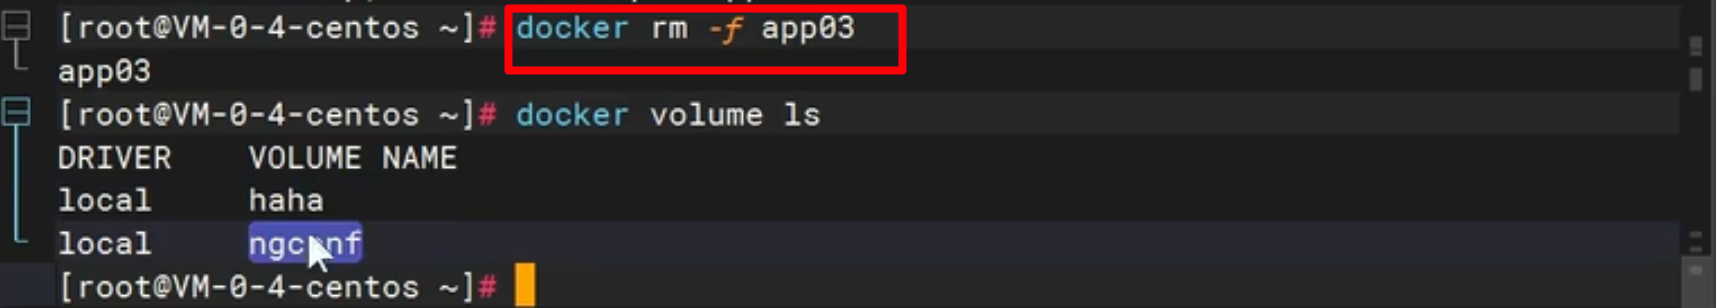 [root@VM-0-4-centos ~]# docker rm -f app03
app03
[root@VM-0-4-centos ~]# docker volume ls
DRIVER    VOLUME NAME
local     haha
local     ngconf
[root@VM-0-4-centos ~]#